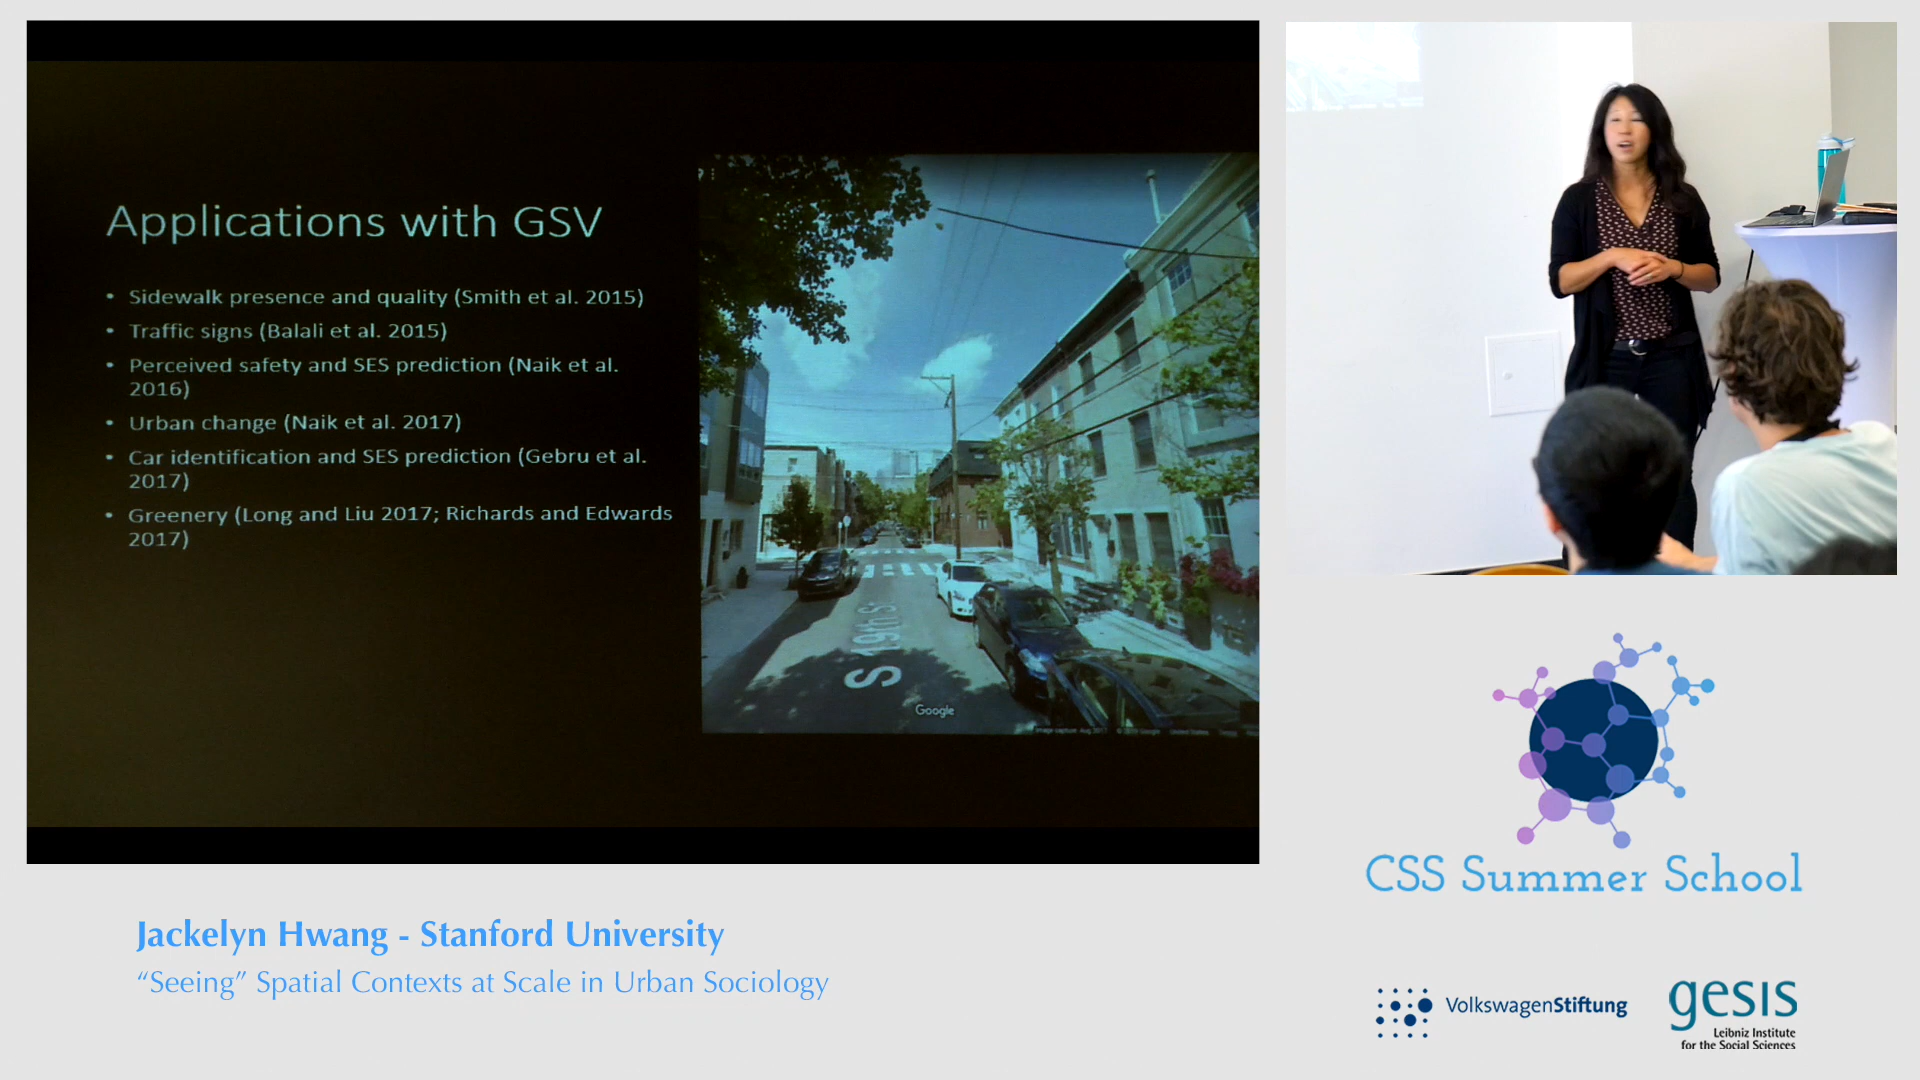 Applications with GSV
• Sidewalk presence and quality (Smith et al. 2015)
• Traffic signs (Balali et al. 2015)
• Perceived safety and SES prediction (Naik et al.
2016)
• Urban change (Naik et al. 2017)
• Car identification and SES prediction (Gebru et al.
2017)
• Greenery (Long and Liu 2017; Richards and Edwards
2017)
S 19th S
Google
CSS Summer School
Jackelyn Hwang - Stanford University
“Seeing” Spatial Contexts at Scale in Urban Sociology
VolkswagenStiftung
gesis
Leibniz Institute
for the Social Sciences